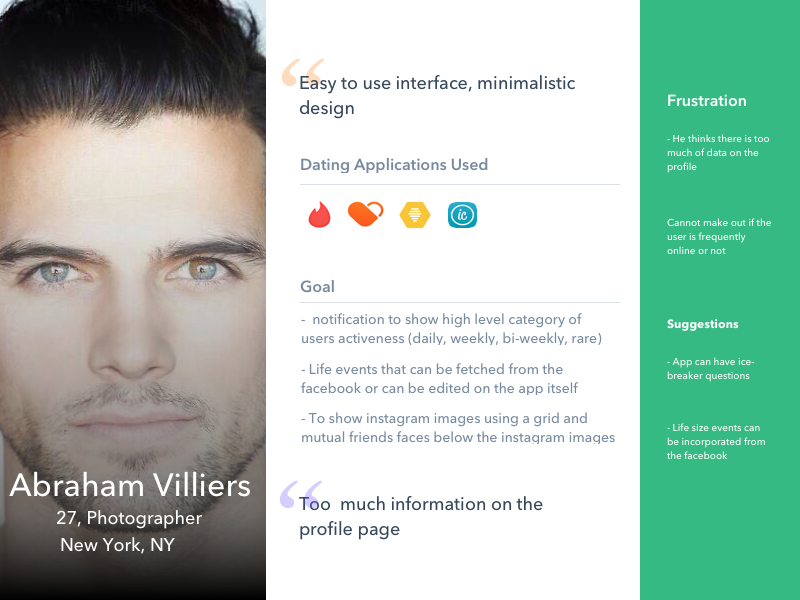 Abraham Villiers
27, Photographer
New York, NY
“
Easy to use interface, minimalistic
design
Dating Applications Used
ic
Goal
-  notification to show high level category of
users activeness (daily, weekly, bi-weekly, rare)
- Life events that can be fetched from the
facebook or can be edited on the app itself
- To show instagram images using a grid and
mutual friends faces below the instagram images
“
Too  much information on the
profile page
Frustration
- He thinks there is too
much of data on the
profile
Cannot make out if the
user is frequently
online or not
Suggestions
- App can have ice-
breaker questions
- Life size events can
be incorporated from
the facebook